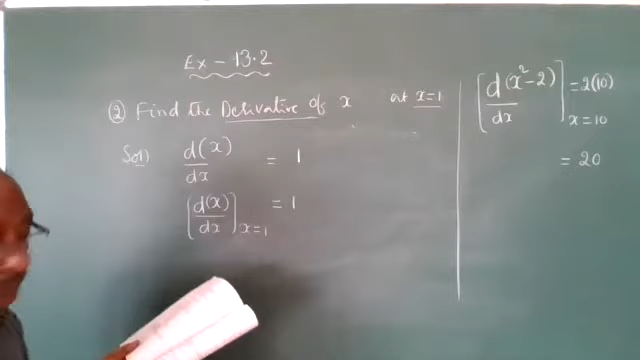 Ex - 13.2
② Find the Derivative of x at x=1
Sol) d(x)/dx = 1
[d(x)/dx]x=1 = 1
[d(x²-2)/dx]x=10 = 2(10)
= 20